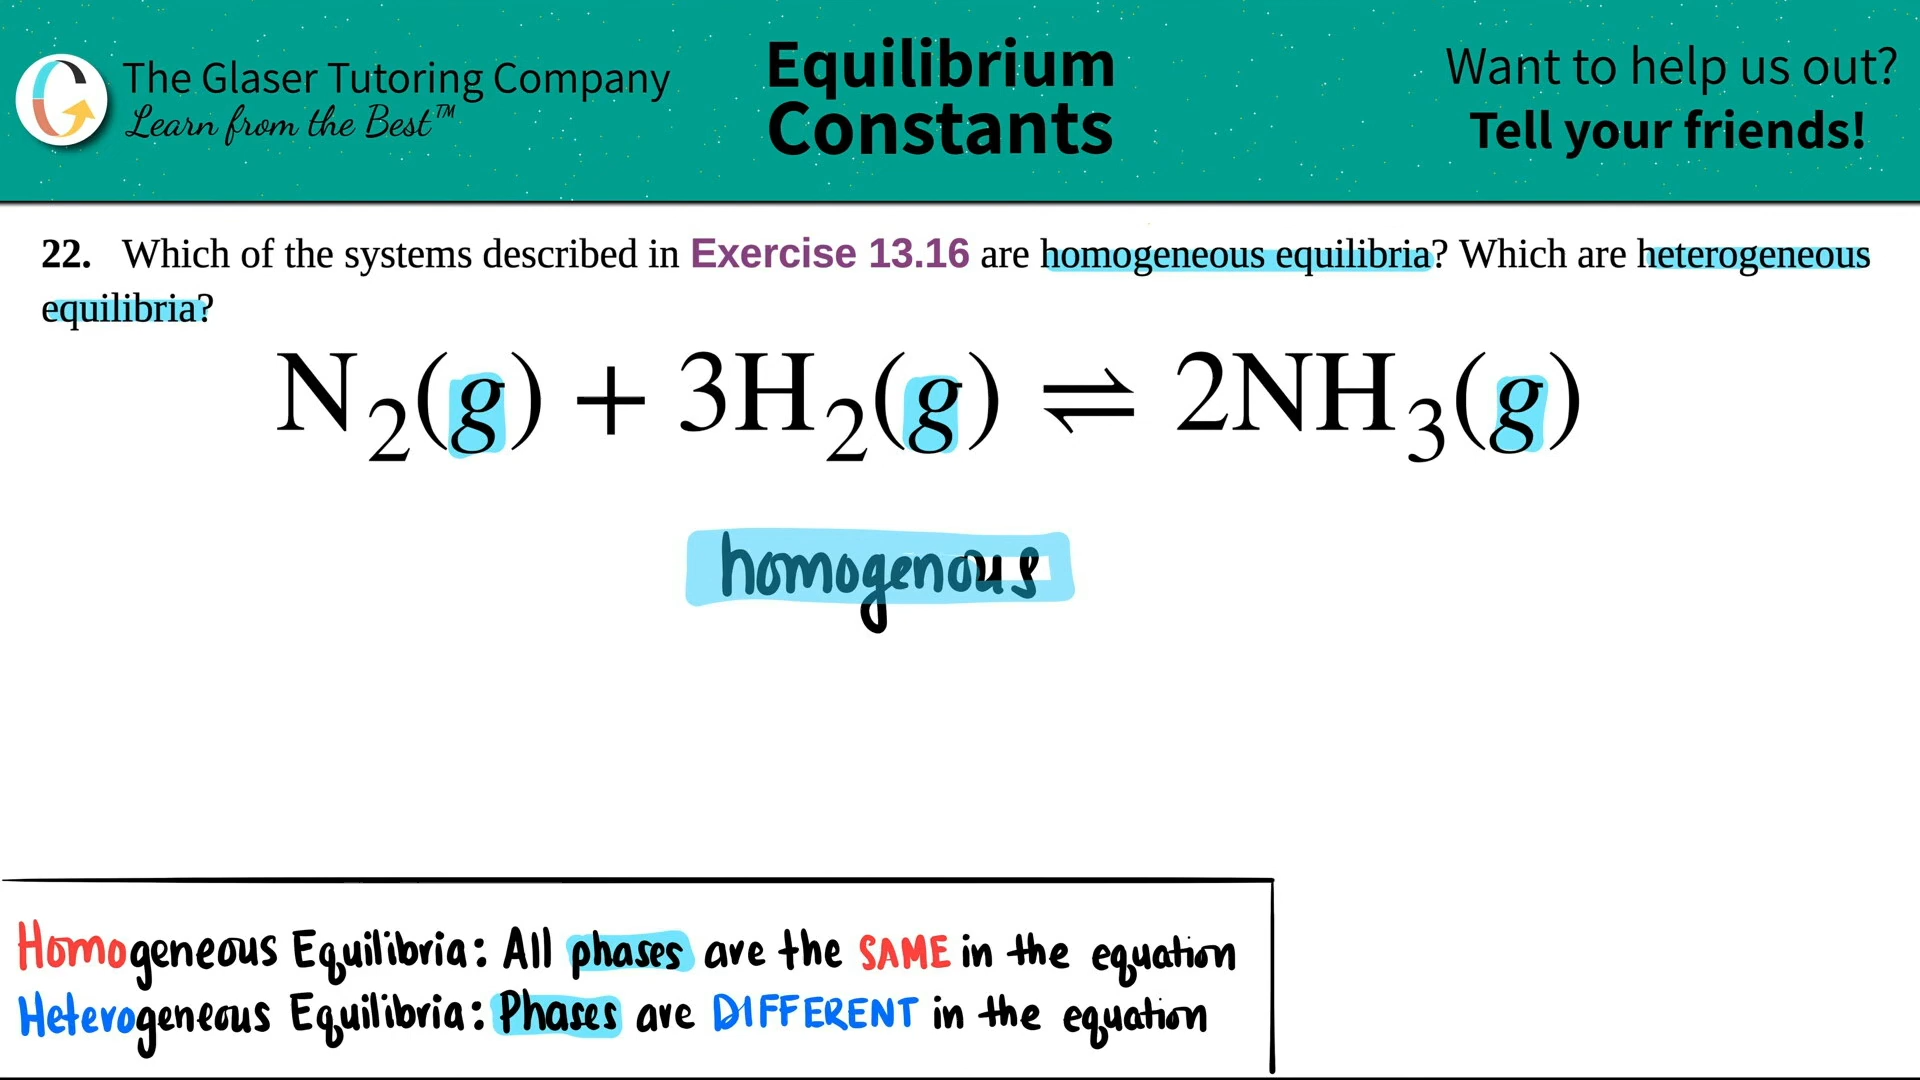 The Glaser Tutoring Company
Learn from the Best™
Equilibrium
Constants
Want to help us out?
Tell your friends!
22. Which of the systems described in Exercise 13.16 are homogeneous equilibria? Which are heterogeneous
equilibria?
N₂(g) + 3H₂(g) ⇌ 2NH₃(g)
homogenous
Homogeneous Equilibria: All phases are the SAME in the equation
Heterogeneous Equilibria: Phases are DIFFERENT in the equation